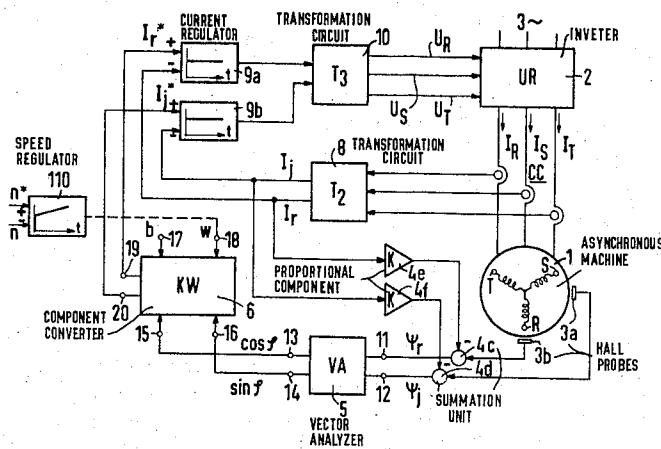 3~
TRANSFORMATION
CIRCUIT
CURRENT
REGULATOR
10
INVETER
I_r* +
-
t
9a
T3
U_R
U_S
U_T
UR
2
I_j* +
-
t
9b
TRANSFORMATION
CIRCUIT
8
I_R
I_S
I_T
CC
SPEED
REGULATOR
110
n*
+
-
n
t
I_j
I_r
T2
b
17
w
18
19
20
KW
6
COMPONENT
CONVERTER
15
16
PROPORTIONAL
COMPONENT
K
4e
K
4f
1
ASYNCHRONOUS
MACHINE
S
T
R
3a
3b
HALL
PROBES
cos φ
13
sin φ
14
VA
5
VECTOR
ANALYZER
11
Ψ_r
12
Ψ_j
-
4c
-
4d
SUMMATION
UNIT